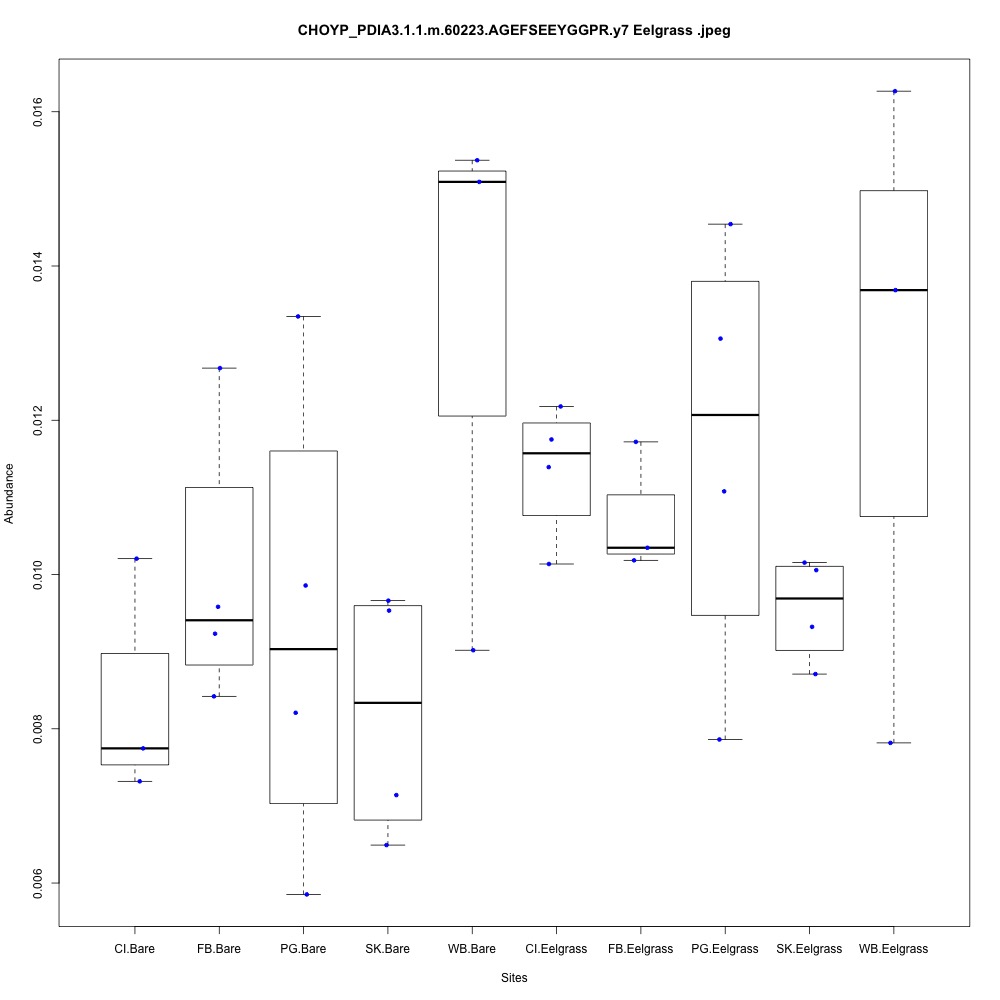 CHOYP_PDIA3.1.1.m.60223.AGEFSEEYGGPR.y7 Eelgrass .jpeg
0.016
0.014
0.012
0.010
0.008
0.006
Abundance
CI.Bare FB.Bare PG.Bare SK.Bare WB.Bare CI.Eelgrass FB.Eelgrass PG.Eelgrass SK.Eelgrass WB.Eelgrass
Sites